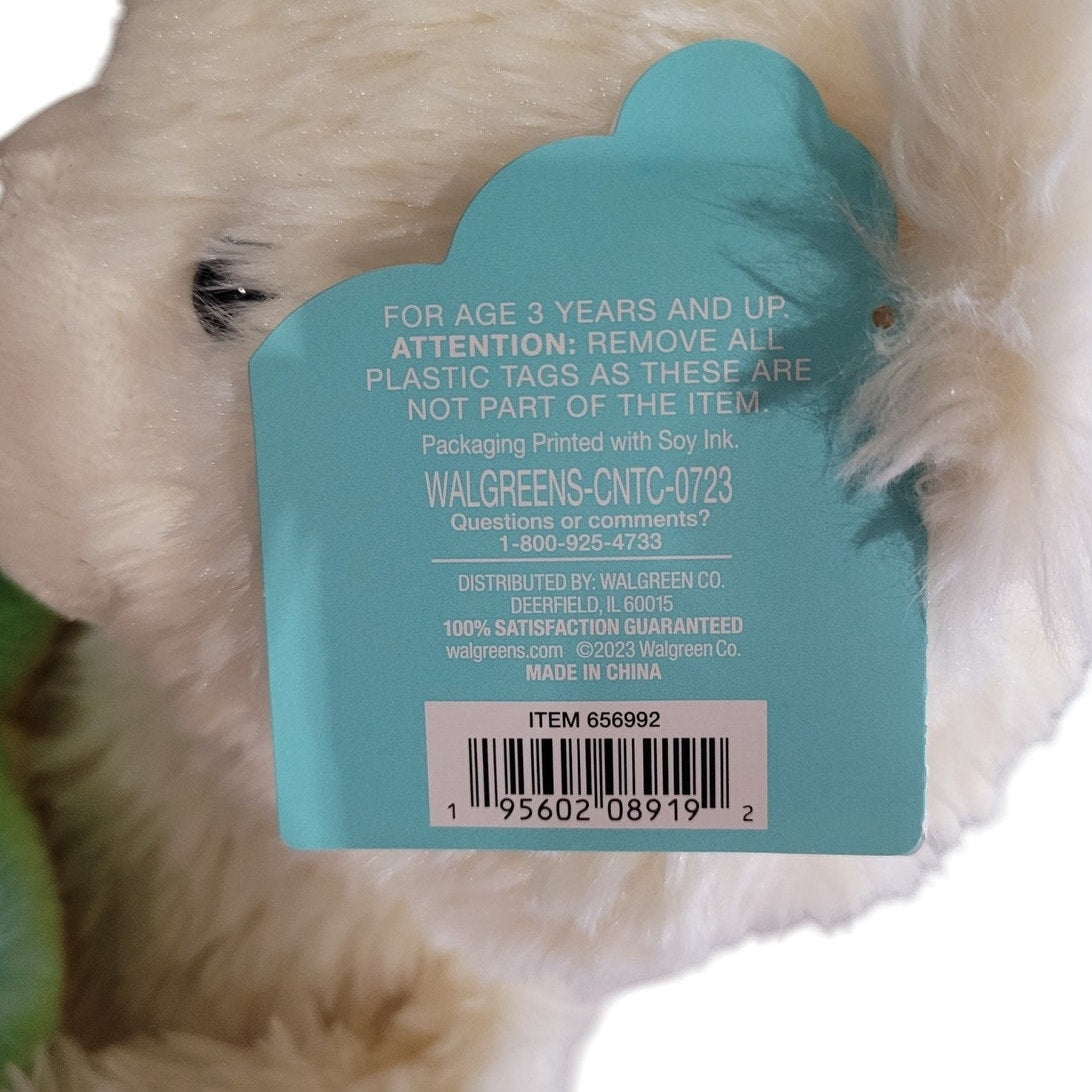 FOR AGE 3 YEARS AND UP.
ATTENTION: REMOVE ALL
PLASTIC TAGS AS THESE ARE
NOT PART OF THE ITEM.
Packaging Printed with Soy Ink.
WALGREENS-CNTC-0723
Questions or comments?
1-800-925-4733
DISTRIBUTED BY: WALGREEN CO.
DEERFIELD, IL 60015
100% SATISFACTION GUARANTEED
walgreens.com ©2023 Walgreen Co.
MADE IN CHINA
ITEM 656992
1 95602 08919 2